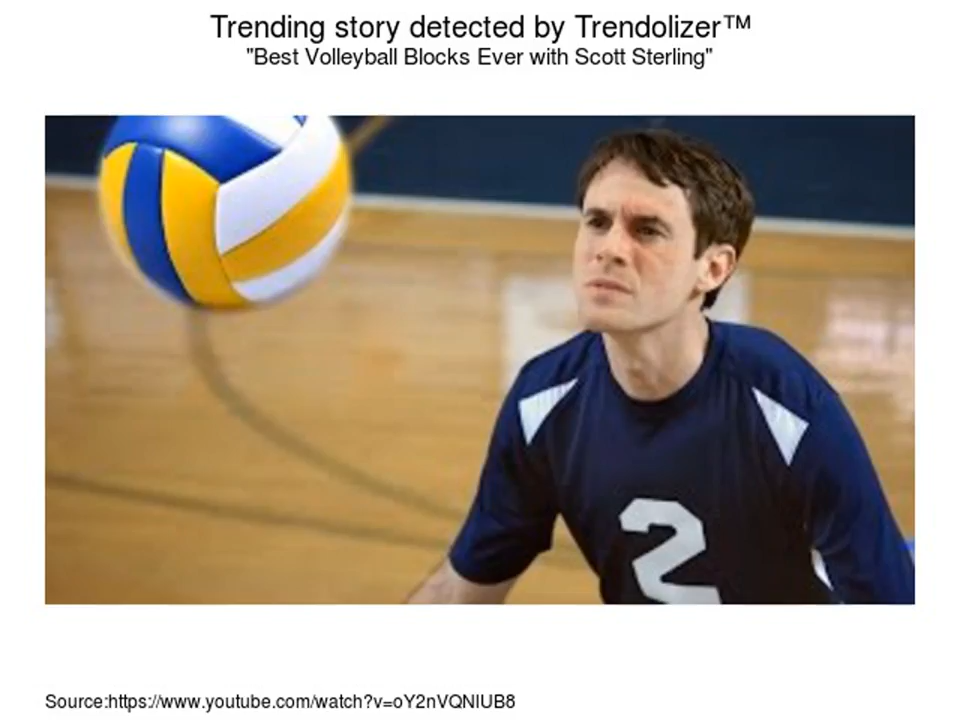 Trending story detected by Trendolizer™
"Best Volleyball Blocks Ever with Scott Sterling"
2
Source:https://www.youtube.com/watch?v=oY2nVQNIUB8